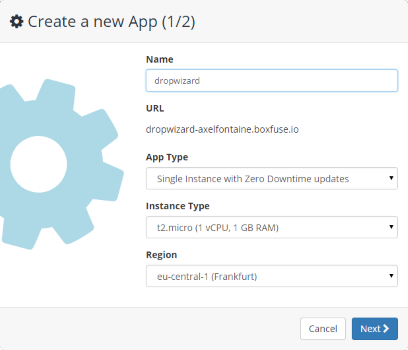 Create a new App (1/2)
Name
dropwizard
URL
dropwizard-axelfontaine.boxfuse.io
App Type
Single Instance with Zero Downtime updates
Instance Type
t2.micro (1 vCPU, 1 GB RAM)
Region
eu-central-1 (Frankfurt)
Cancel
Next